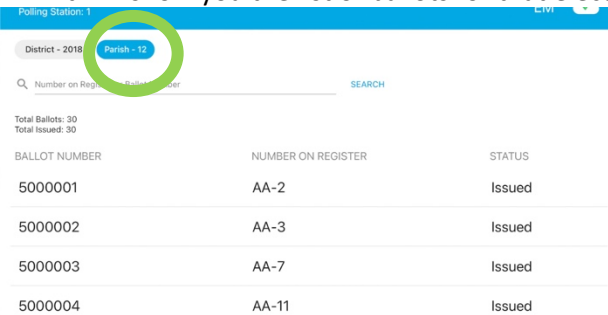 Polling Station: 1 EM
District - 2018 Parish - 12
Number on Register or Ballot Number SEARCH
Total Ballots: 30
Total Issued: 30
BALLOT NUMBER NUMBER ON REGISTER STATUS
5000001 AA-2 Issued
5000002 AA-3 Issued
5000003 AA-7 Issued
5000004 AA-11 Issued